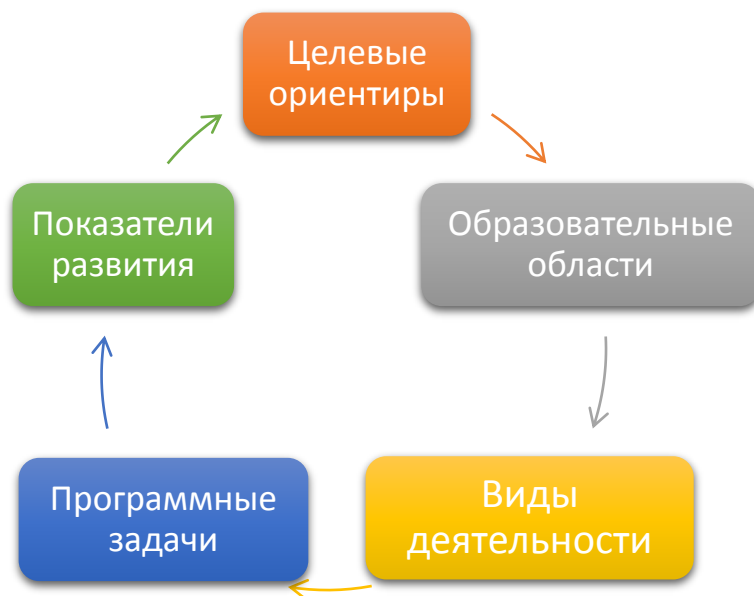 Целевые
ориентиры
Образовательные
области
Виды
деятельности
Программные
задачи
Показатели
развития